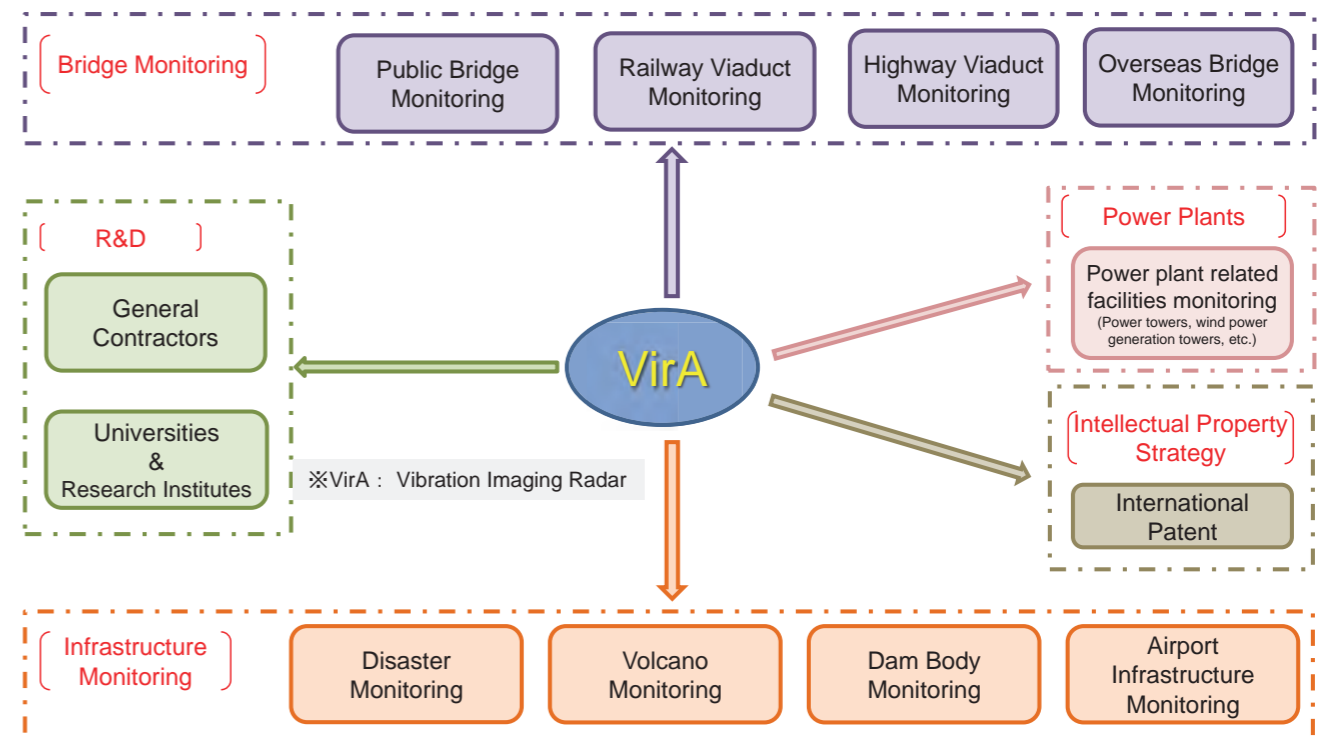 Bridge Monitoring
Public Bridge
Monitoring
Railway Viaduct
Monitoring
Highway Viaduct
Monitoring
Overseas Bridge
Monitoring
R&D
General
Contractors
Universities
&
Research Institutes
VirA
※VirA： Vibration Imaging Radar
Power Plants
Power plant related
facilities monitoring
(Power towers, wind power
generation towers, etc.)
Intellectual Property
Strategy
International
Patent
Infrastructure
Monitoring
Disaster
Monitoring
Volcano
Monitoring
Dam Body
Monitoring
Airport
Infrastructure
Monitoring